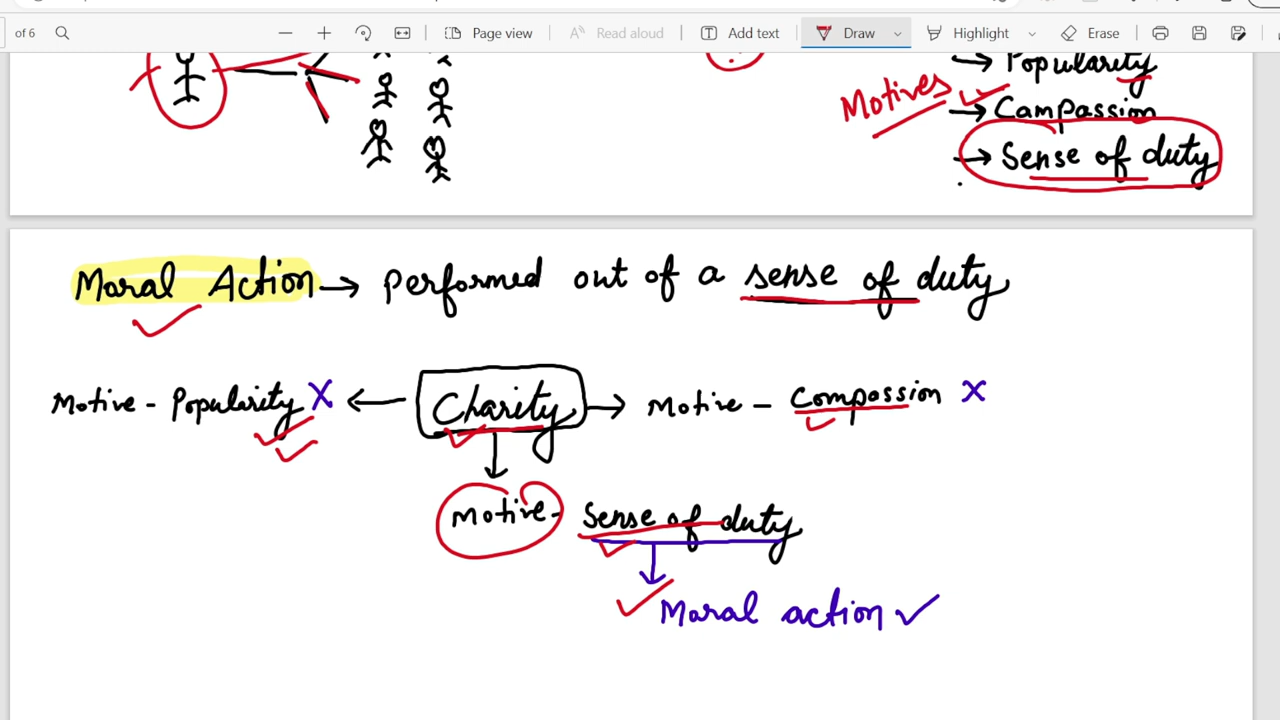 of 6 Page view Read aloud Add text Draw Highlight Erase
→ Popularity
Motives → Campassion
→ Sense of duty
Moral Action → performed out of a sense of duty
Motive - Popularity X ← Charity → Motive - Compassion X
Motive - Sense of duty
Moral action ✓